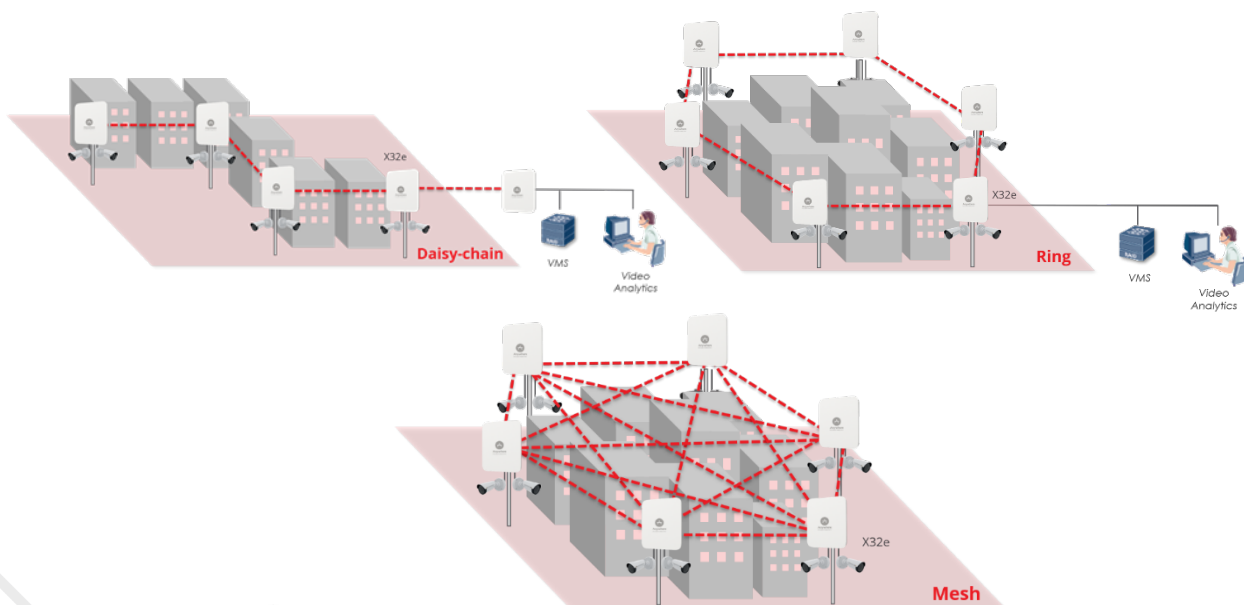 X32e
Daisy-chain
VMS
Video
Analytics
X32e
Ring
VMS
Video
Analytics
X32e
Mesh